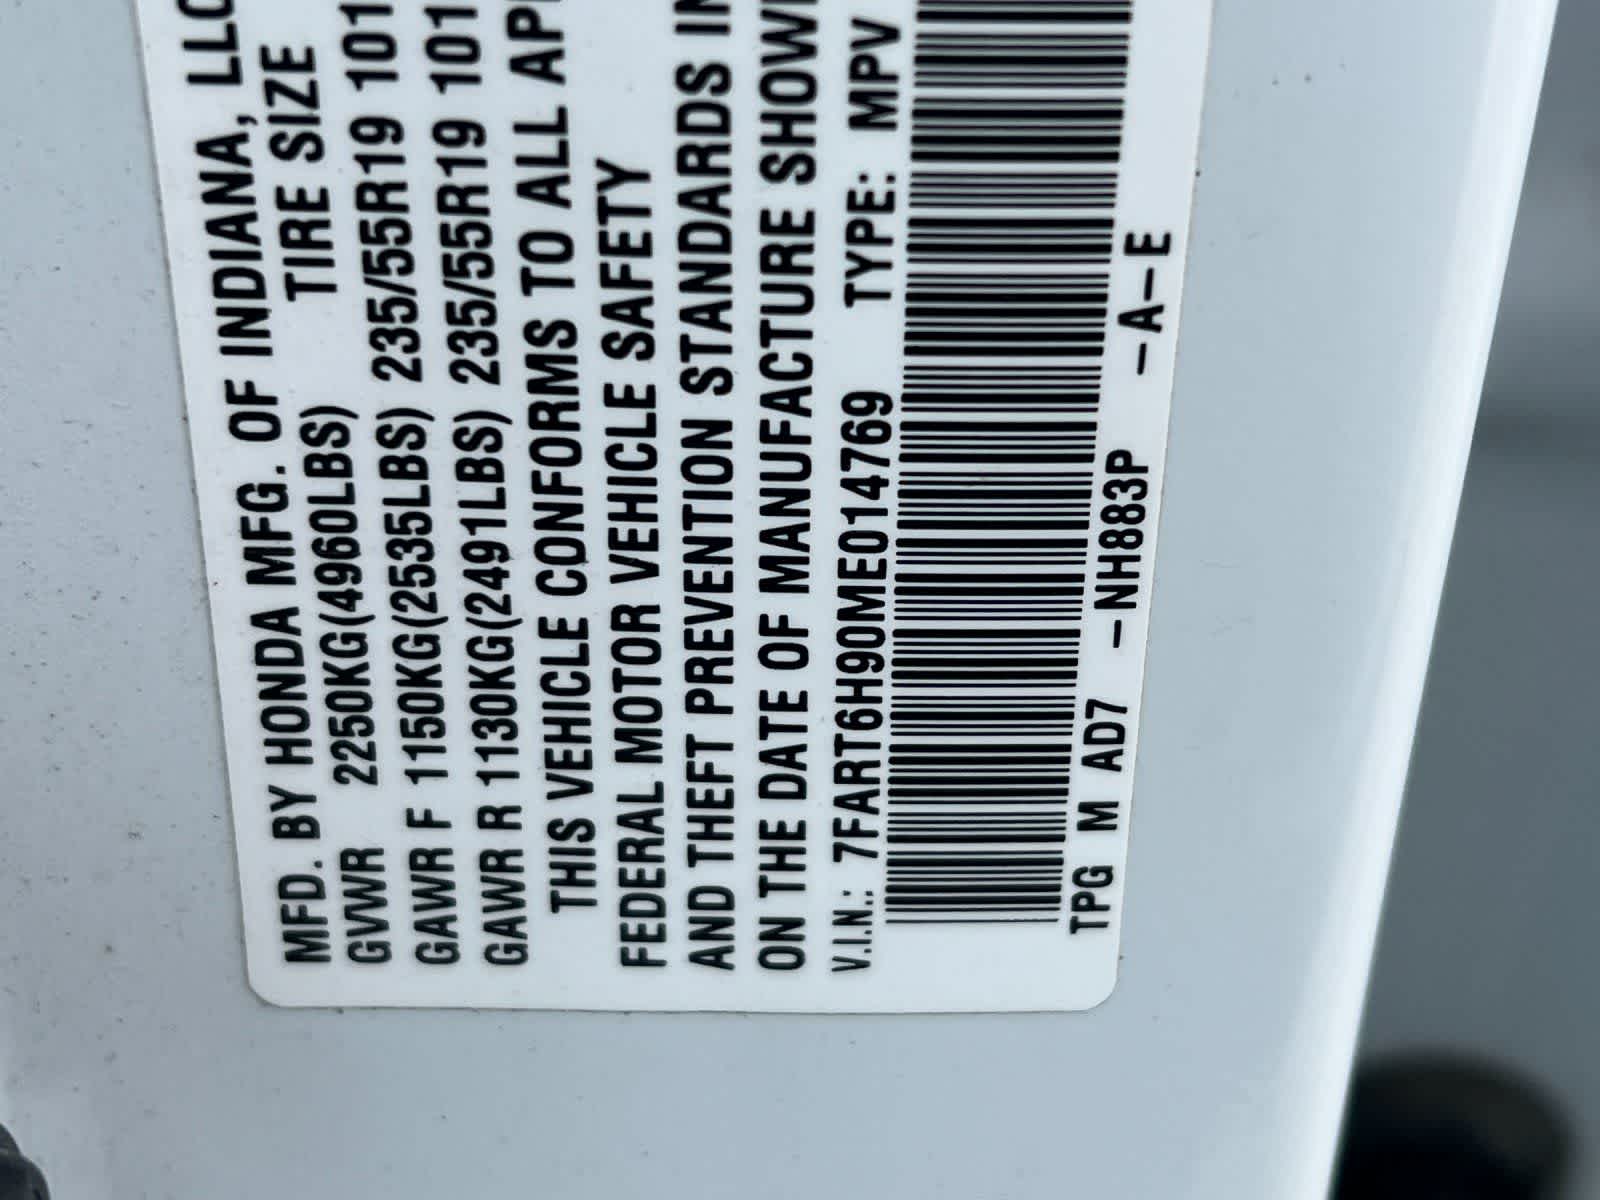 MFD. BY HONDA MFG. OF INDIANA, LLC
TIRE SIZE
GVWR 2250KG(4960LBS)
GAWR F 1150KG(2535LBS) 235/55R19 101
GAWR R 1130KG(2491LBS) 235/55R19 101
THIS VEHICLE CONFORMS TO ALL
FEDERAL MOTOR VEHICLE SAFETY
AND THEFT PREVENTION STANDARDS IN
ON THE DATE OF MANUFACTURE SHOW
V.I.N.: 7FART6H90ME014769 TYPE: MPV
TPG M AD7 -NH883P -A-E